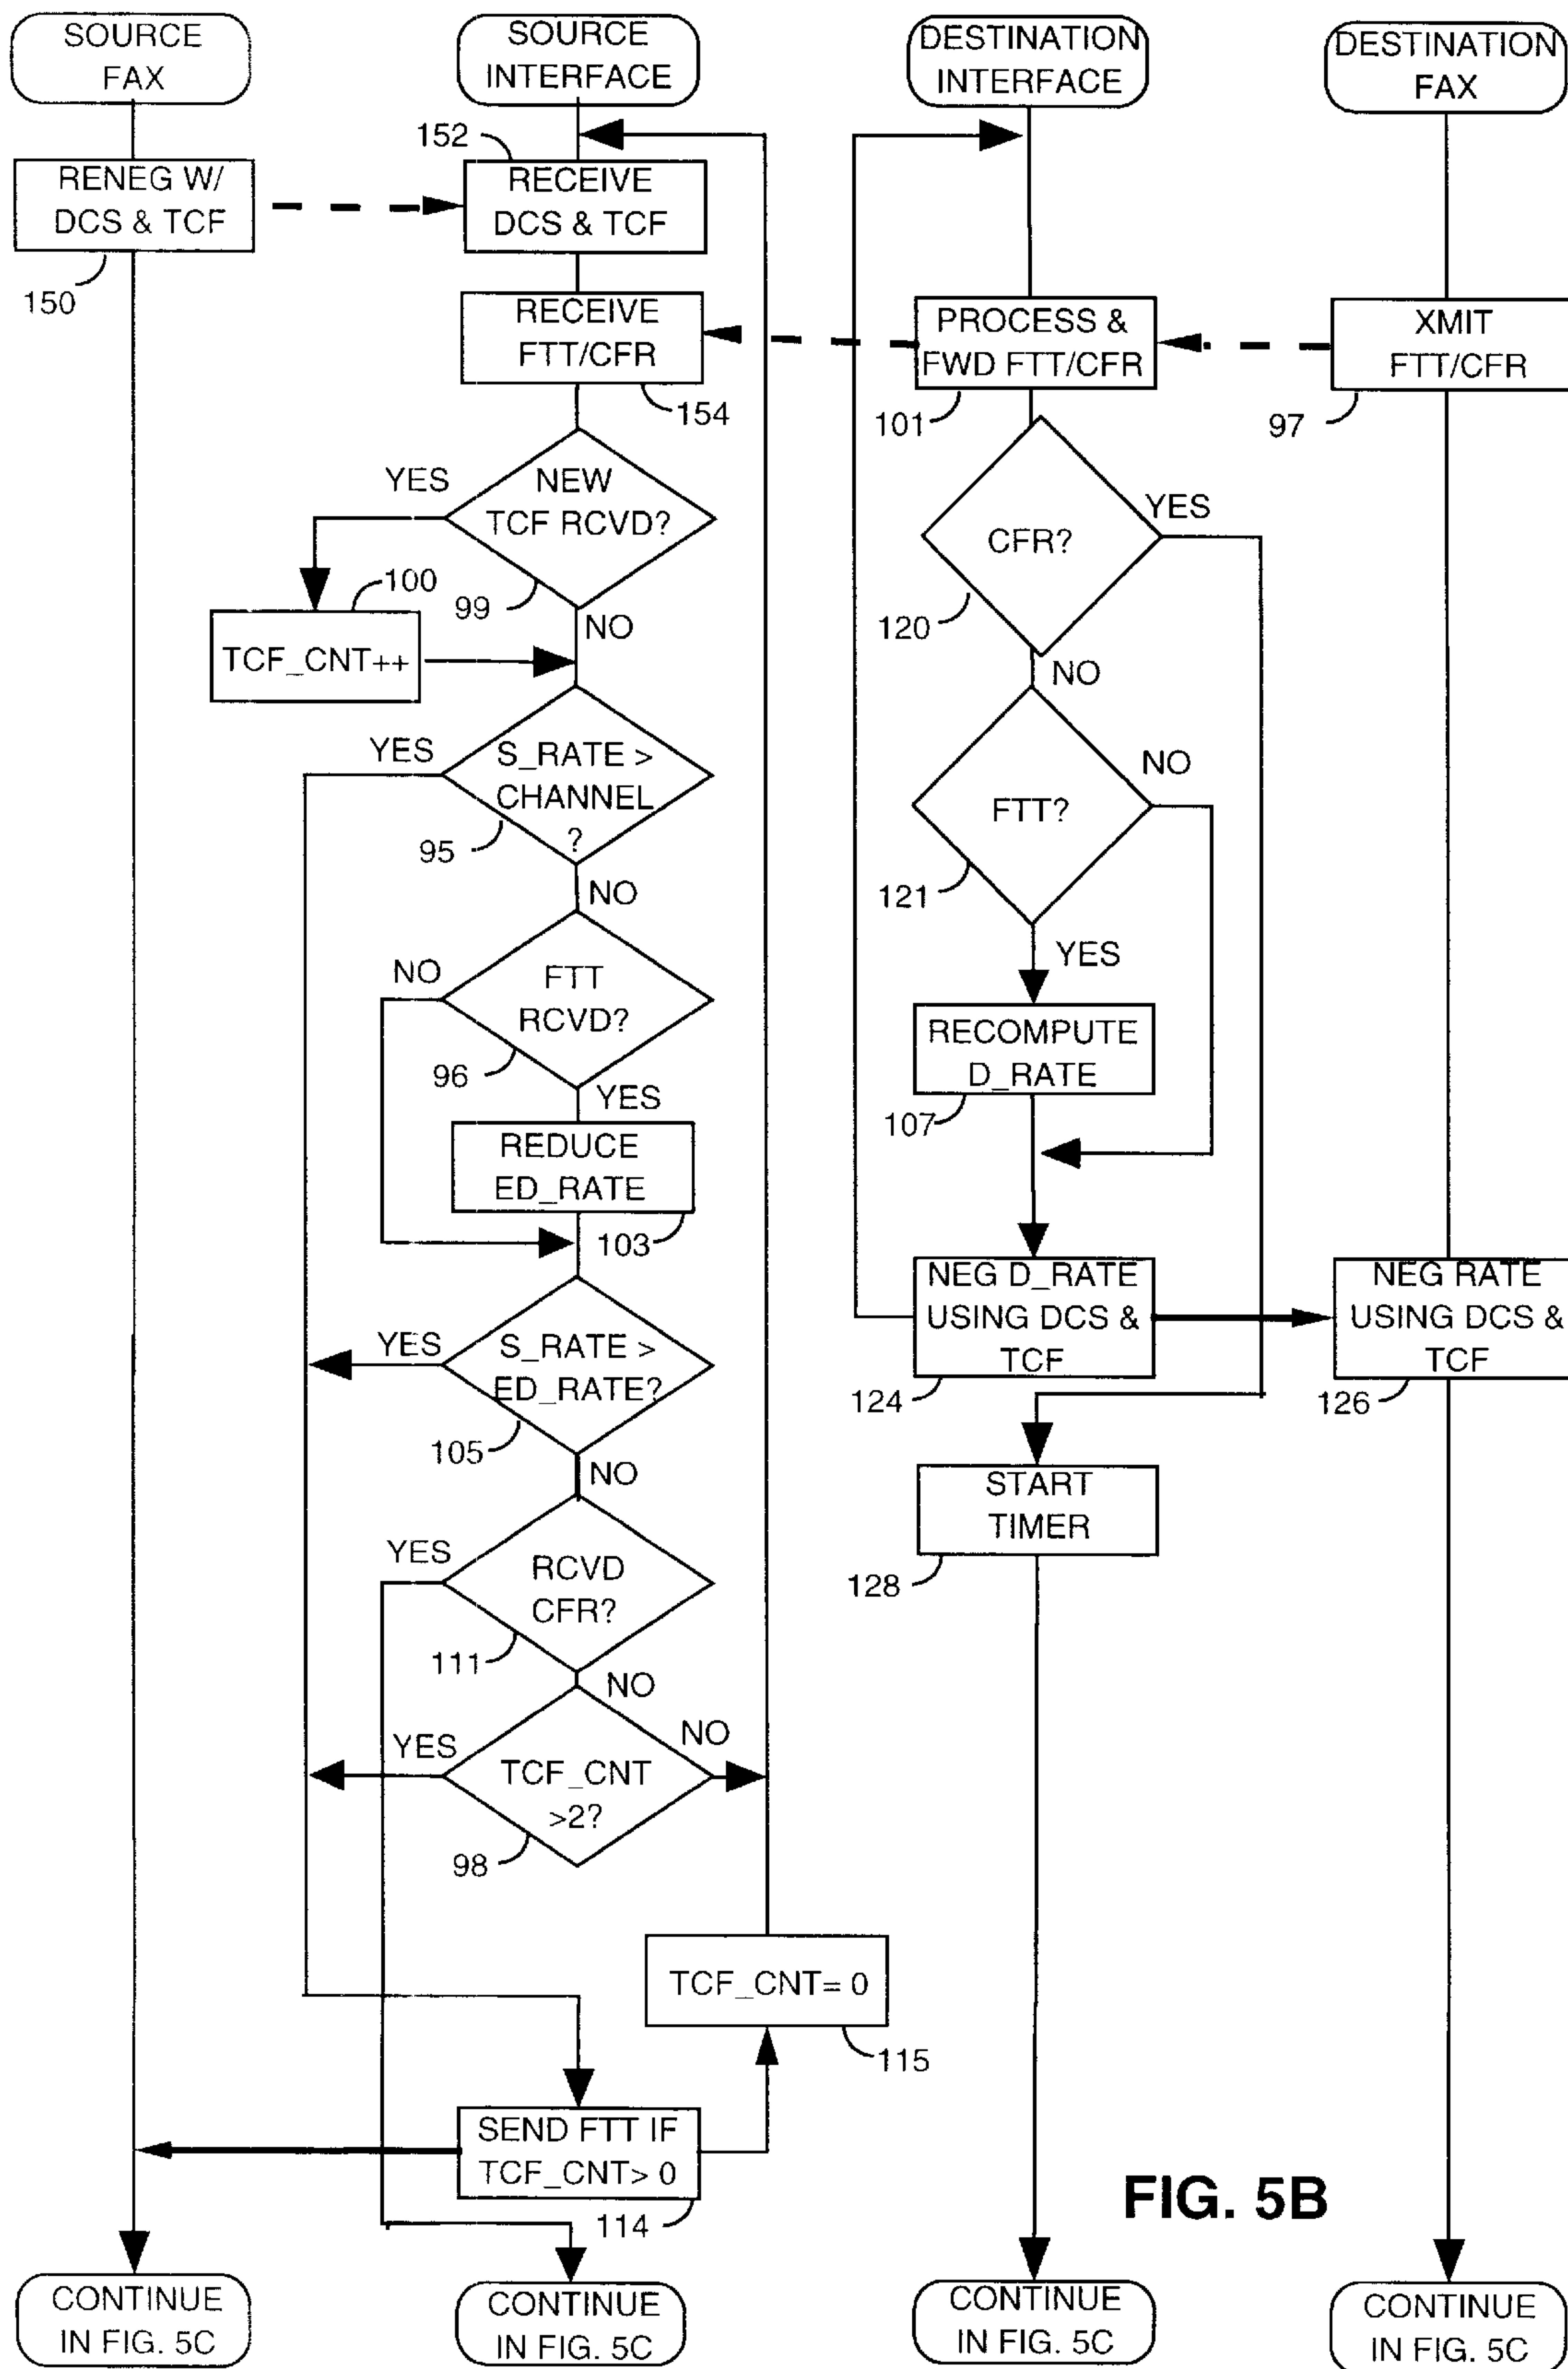 SOURCE
FAX
SOURCE
INTERFACE
DESTINATION
INTERFACE
DESTINATION
FAX
152
RENEG W/
DCS & TCF
150
RECEIVE
DCS & TCF
RECEIVE
FTT/CFR
154
PROCESS &
FWD FTT/CFR
101
XMIT
FTT/CFR
97
YES
NEW
TCF RCVD?
99
NO
100
TCF_CNT++
CFR?
YES
120
NO
YES
S_RATE >
CHANNEL
?
95
NO
FTT?
NO
121
YES
NO
FTT
RCVD?
96
YES
RECOMPUTE
D_RATE
107
REDUCE
ED_RATE
103
NEG D_RATE
USING DCS &
TCF
124
NEG RATE
USING DCS &
TCF
126
YES
S_RATE >
ED_RATE?
105
NO
START
TIMER
128
YES
RCVD
CFR?
111
NO
YES
TCF_CNT
>2?
NO
98
TCF_CNT= 0
115
SEND FTT IF
TCF_CNT> 0
114
FIG. 5B
CONTINUE
IN FIG. 5C
CONTINUE
IN FIG. 5C
CONTINUE
IN FIG. 5C
CONTINUE
IN FIG. 5C